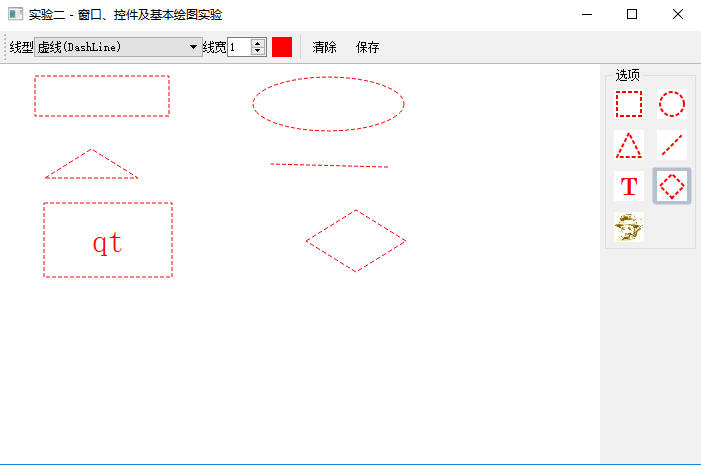 实验二 - 窗口、控件及基本绘图实验
线型 虚线(DashLine) 线宽 1 清除 保存
选项
T
qt